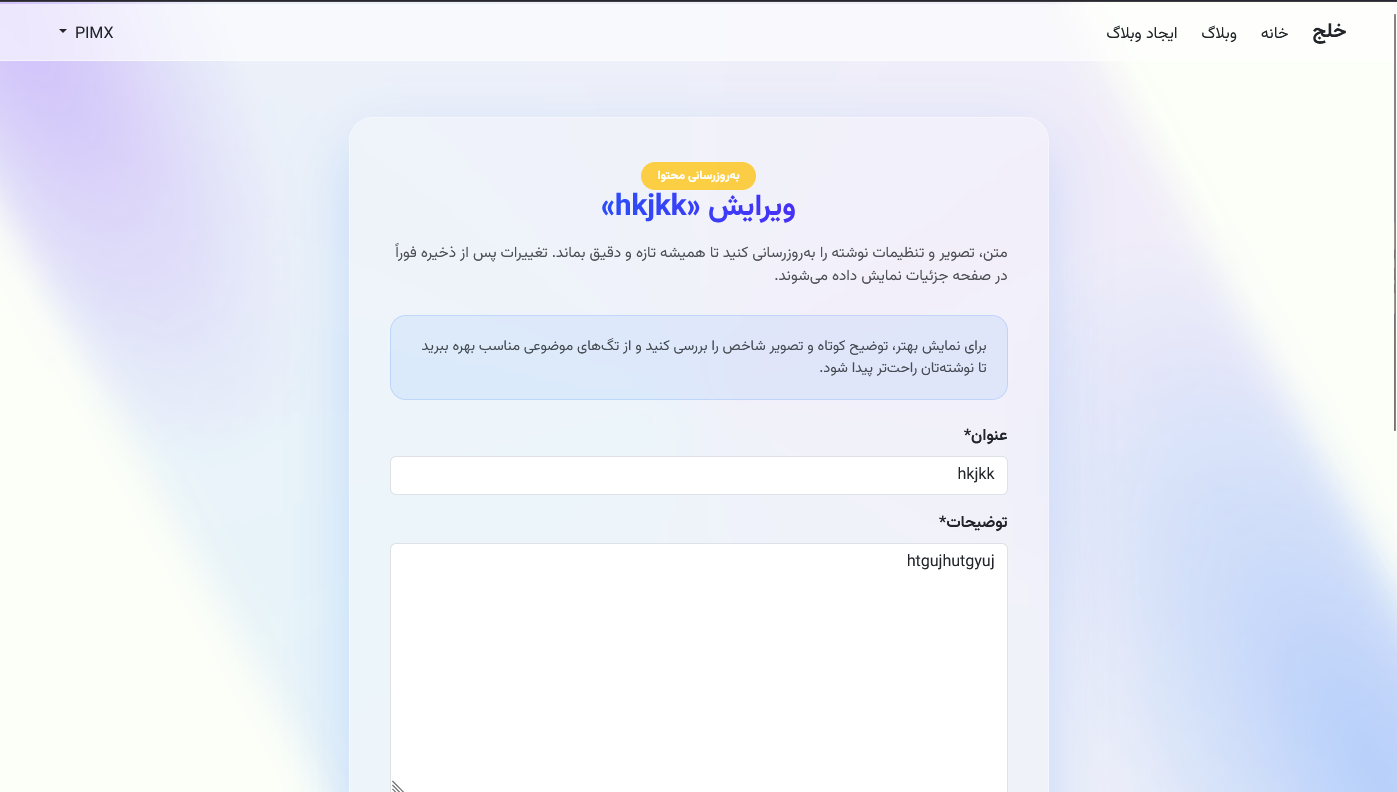 خلج خانه وبلاگ ایجاد وبلاگ PIMX
به‌روزرسانی محتوا
ویرایش «hkjkk»
متن، تصویر و تنظیمات نوشته را به‌روزرسانی کنید تا همیشه تازه و دقیق بماند. تغییرات پس از ذخیره فوراً
در صفحه جزئیات نمایش داده می‌شوند.
برای نمایش بهتر، توضیح کوتاه و تصویر شاخص را بررسی کنید و از تگ‌های موضوعی مناسب بهره ببرید
تا نوشته‌تان راحت‌تر پیدا شود.
عنوان*
hkjkk
توضیحات*
htgujhutgyuj